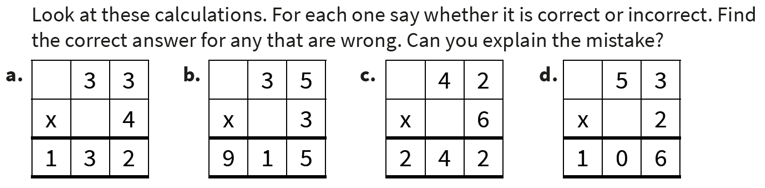 Look at these calculations. For each one say whether it is correct or incorrect. Find
the correct answer for any that are wrong. Can you explain the mistake?
a. 3 3 b. 3 5 c. 4 2 d. 5 3
x 4 x 3 x 6 x 2
1 3 2 9 1 5 2 4 2 1 0 6